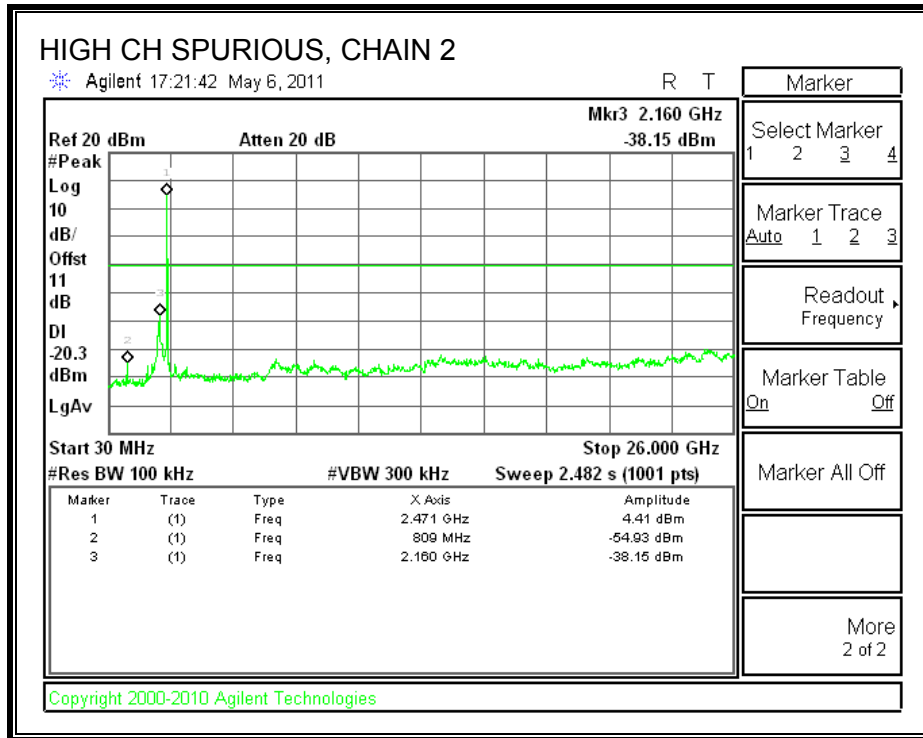 HIGH CH SPURIOUS, CHAIN 2
Agilent 17:21:42 May 6, 2011 R T
Mkr3 2.160 GHz
Ref 20 dBm Atten 20 dB -38.15 dBm
#Peak
Log
10
dB/
Offst
11
dB
DI
-20.3
dBm
LgAv
1
3
2
Start 30 MHz Stop 26.000 GHz
#Res BW 100 kHz #VBW 300 kHz Sweep 2.482 s (1001 pts)
Marker Trace Type X Axis Amplitude
1 (1) Freq 2.471 GHz 4.41 dBm
2 (1) Freq 809 MHz -54.93 dBm
3 (1) Freq 2.160 GHz -38.15 dBm
Marker
Select Marker
1 2 3 4
Marker Trace
Auto 1 2 3
Readout
Frequency
Marker Table
On Off
Marker All Off
More
2 of 2
Copyright 2000-2010 Agilent Technologies